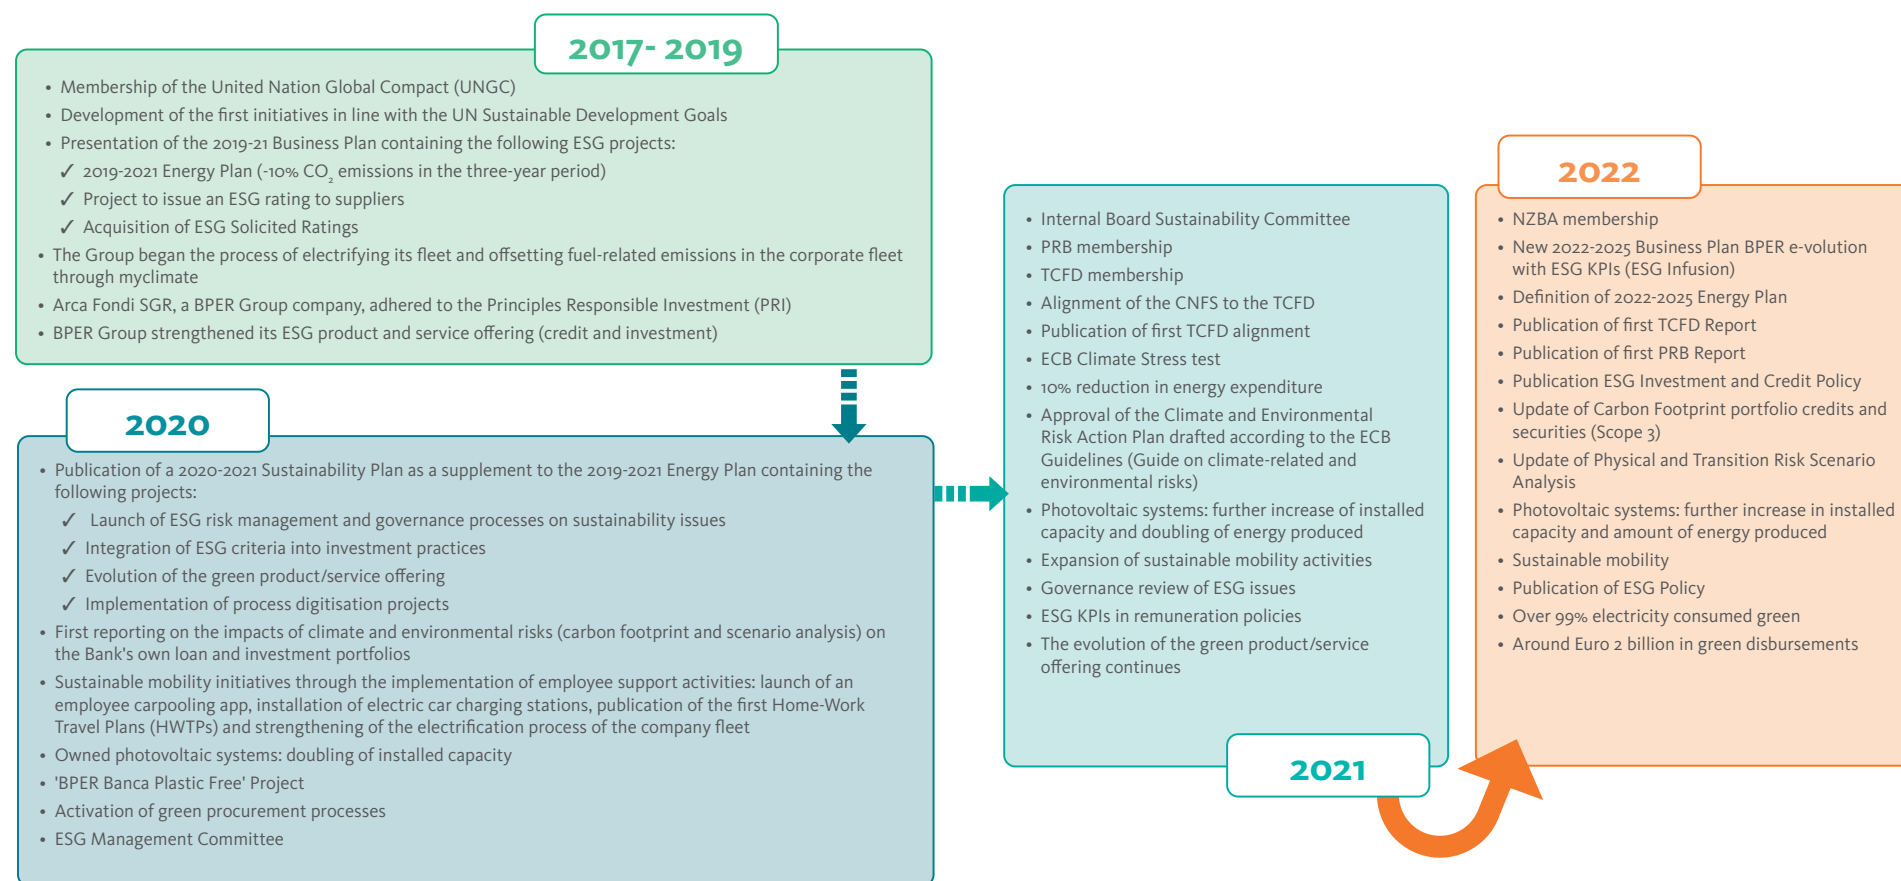 2017- 2019
• Membership of the United Nation Global Compact (UNGC)
• Development of the first initiatives in line with the UN Sustainable Development Goals
• Presentation of the 2019-21 Business Plan containing the following ESG projects:
✓ 2019-2021 Energy Plan (-10% CO2 emissions in the three-year period)
✓ Project to issue an ESG rating to suppliers
✓ Acquisition of ESG Solicited Ratings
• The Group began the process of electrifying its fleet and offsetting fuel-related emissions in the corporate fleet
through myclimate
• Arca Fondi SGR, a BPER Group company, adhered to the Principles Responsible Investment (PRI)
• BPER Group strengthened its ESG product and service offering (credit and investment)
2020
• Publication of a 2020-2021 Sustainability Plan as a supplement to the 2019-2021 Energy Plan containing the
following projects:
✓ Launch of ESG risk management and governance processes on sustainability issues
✓ Integration of ESG criteria into investment practices
✓ Evolution of the green product/service offering
✓ Implementation of process digitisation projects
• First reporting on the impacts of climate and environmental risks (carbon footprint and scenario analysis) on
the Bank's own loan and investment portfolios
• Sustainable mobility initiatives through the implementation of employee support activities: launch of an
employee carpooling app, installation of electric car charging stations, publication of the first Home-Work
Travel Plans (HWTPs) and strengthening of the electrification process of the company fleet
• Owned photovoltaic systems: doubling of installed capacity
• 'BPER Banca Plastic Free' Project
• Activation of green procurement processes
• ESG Management Committee
• Internal Board Sustainability Committee
• PRB membership
• TCFD membership
• Alignment of the CNFS to the TCFD
• Publication of first TCFD alignment
• ECB Climate Stress test
• 10% reduction in energy expenditure
• Approval of the Climate and Environmental
Risk Action Plan drafted according to the ECB
Guidelines (Guide on climate-related and
environmental risks)
• Photovoltaic systems: further increase of installed
capacity and doubling of energy produced
• Expansion of sustainable mobility activities
• Governance review of ESG issues
• ESG KPIs in remuneration policies
• The evolution of the green product/service
offering continues
2021
2022
• NZBA membership
• New 2022-2025 Business Plan BPER e-volution
with ESG KPIs (ESG Infusion)
• Definition of 2022-2025 Energy Plan
• Publication of first TCFD Report
• Publication of first PRB Report
• Publication ESG Investment and Credit Policy
• Update of Carbon Footprint portfolio credits and
securities (Scope 3)
• Update of Physical and Transition Risk Scenario
Analysis
• Photovoltaic systems: further increase in installed
capacity and amount of energy produced
• Sustainable mobility
• Publication of ESG Policy
• Over 99% electricity consumed green
• Around Euro 2 billion in green disbursements